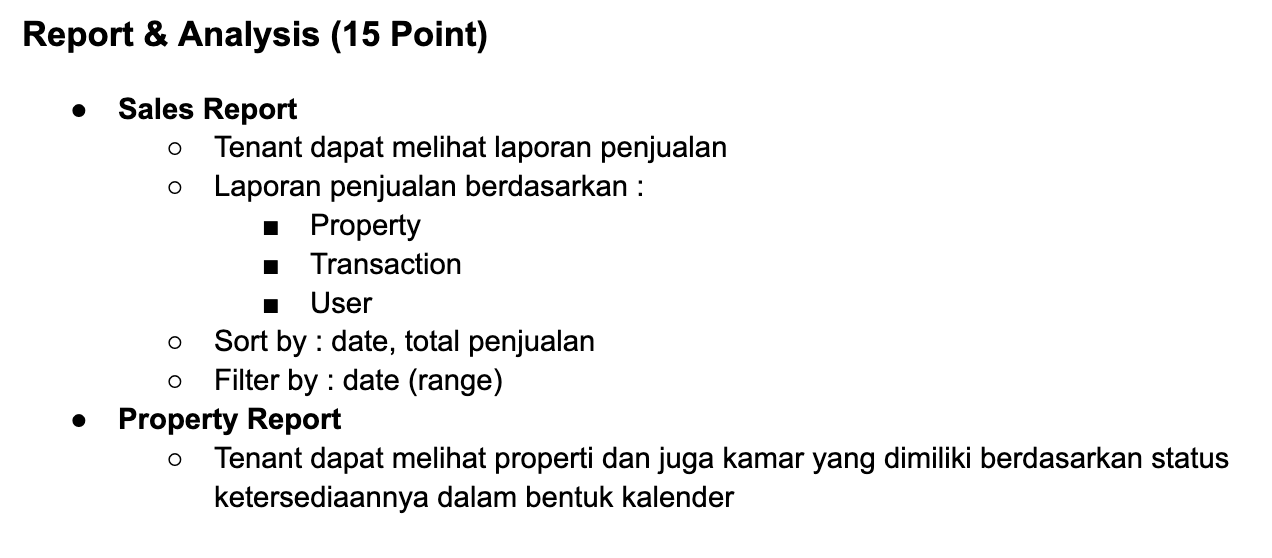 Report & Analysis (15 Point)
● Sales Report
○ Tenant dapat melihat laporan penjualan
○ Laporan penjualan berdasarkan :
■ Property
■ Transaction
■ User
○ Sort by : date, total penjualan
○ Filter by : date (range)
● Property Report
○ Tenant dapat melihat properti dan juga kamar yang dimiliki berdasarkan status
ketersediaannya dalam bentuk kalender